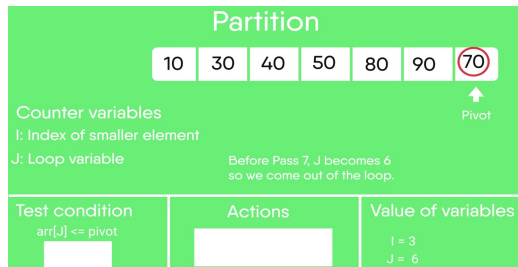 Partition
10 30 40 50 80 90 70
Pivot
Counter variables
I: Index of smaller element
J: Loop variable
Before Pass 7, J becomes 6
so we come out of the loop.
Test condition
arr[J] <= pivot
Actions
Value of variables
I = 3
J = 6